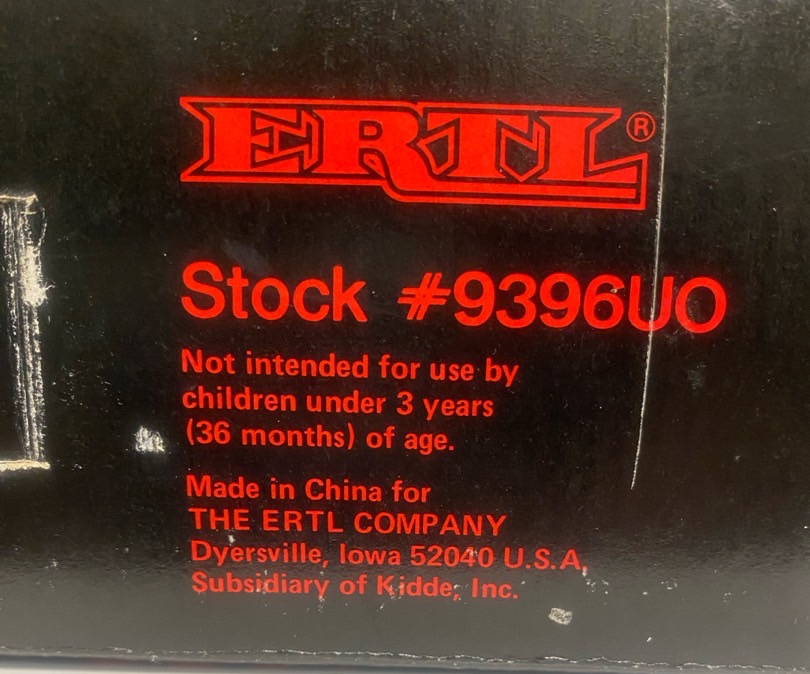 ERTL®
Stock #9396UO
Not intended for use by
children under 3 years
(36 months) of age.
Made in China for
THE ERTL COMPANY
Dyersville, Iowa 52040 U.S.A.
Subsidiary of Kidde, Inc.